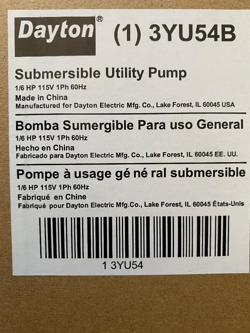 Dayton® (1) 3YU54B
Submersible Utility Pump
1/6 HP 115V 1Ph 60Hz
Made in China
Manufactured for Dayton Electric Mfg. Co., Lake Forest, IL 60045 USA
Bomba Sumergible Para uso General
1/6 HP 115V 1Ph 60Hz
Hecho en China
Fabricado para Dayton Electric Mfg. Co., Lake Forest, IL 60045 EE. UU.
Pompe à usage gé né ral submersible
1/6 HP 115V 1Ph 60Hz
Fabriqué en Chine
Fabriqué pour Dayton Electric Mfg. Co., Lake Forest, IL 60045 États-Unis
1 3YU54